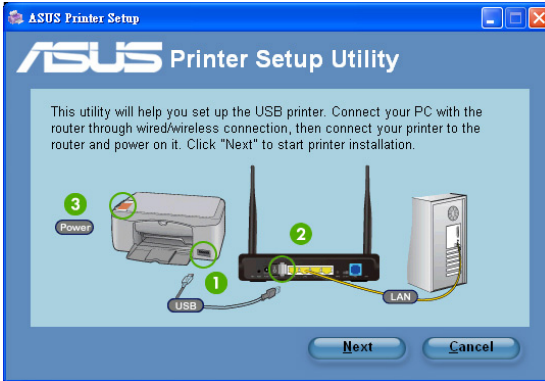 ASUS Printer Setup
ASUS Printer Setup Utility
This utility will help you set up the USB printer. Connect your PC with the
router through wired/wireless connection, then connect your printer to the
router and power on it. Click "Next" to start printer installation.
3
Power
2
1
USB
LAN
Next
Cancel